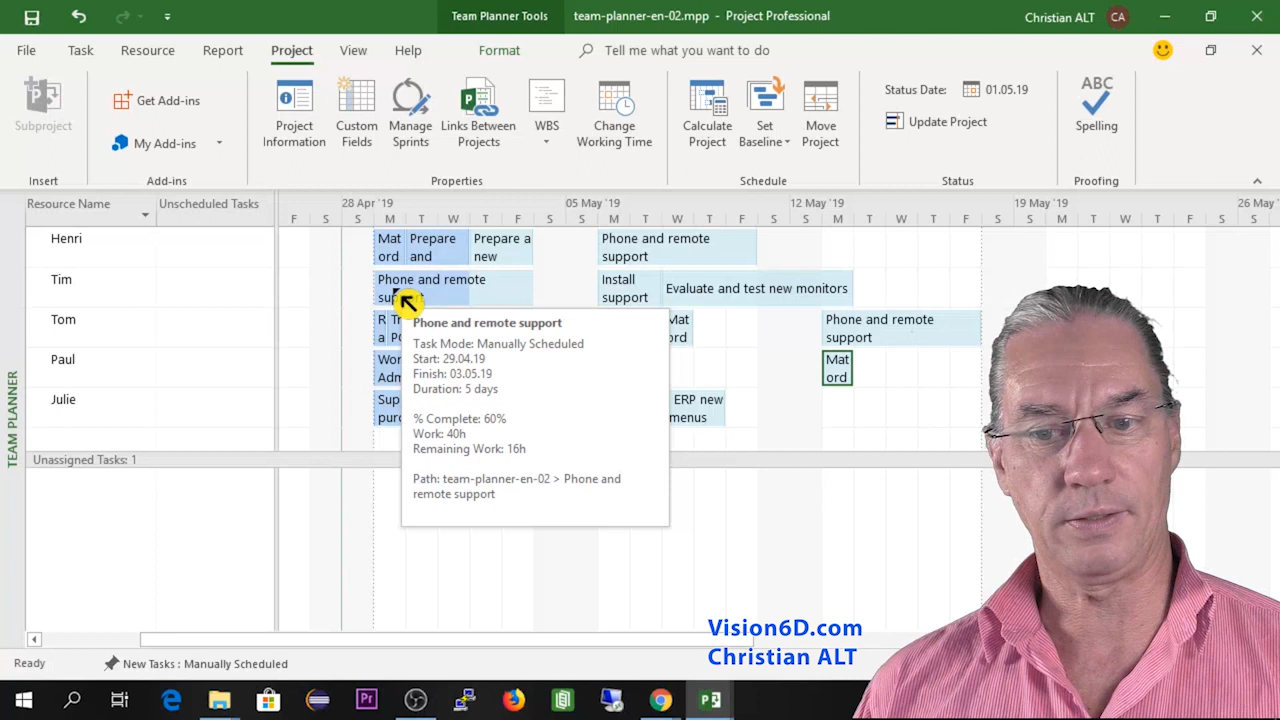 Team Planner Tools
team-planner-en-02.mpp - Project Professional
Christian ALT
CA
File
Task
Resource
Report
Project
View
Help
Format
Tell me what you want to do
Subproject
Get Add-ins
My Add-ins
Project Information
Custom Fields
Manage Sprints
Links Between Projects
WBS
Change Working Time
Calculate Project
Set Baseline
Move Project
Status Date:
01.05.19
Update Project
ABC
Spelling
Insert
Add-ins
Properties
Schedule
Status
Proofing
Resource Name
Unscheduled Tasks
28 Apr '19
05 May '19
12 May '19
19 May '19
26 May '
F S S M T W T F S S M T W T F S S M T W T F S S M T W T F S S
Henri
Mat ord
Prepare and
Prepare a new
Phone and remote support
Tim
Phone and remote
Install support
Evaluate and test new monitors
Tom
R a
Mat ord
Phone and remote support
Paul
Wor
Adm
Mat ord
Julie
Sup
purc
ERP new menus
Phone and remote support
Task Mode: Manually Scheduled
Start: 29.04.19
Finish: 03.05.19
Duration: 5 days
% Complete: 60%
Work: 40h
Remaining Work: 16h
Path: team-planner-en-02 > Phone and
remote support
Unassigned Tasks: 1
TEAM PLANNER
Vision6D.com
Christian ALT
Ready
New Tasks : Manually Scheduled
Pr